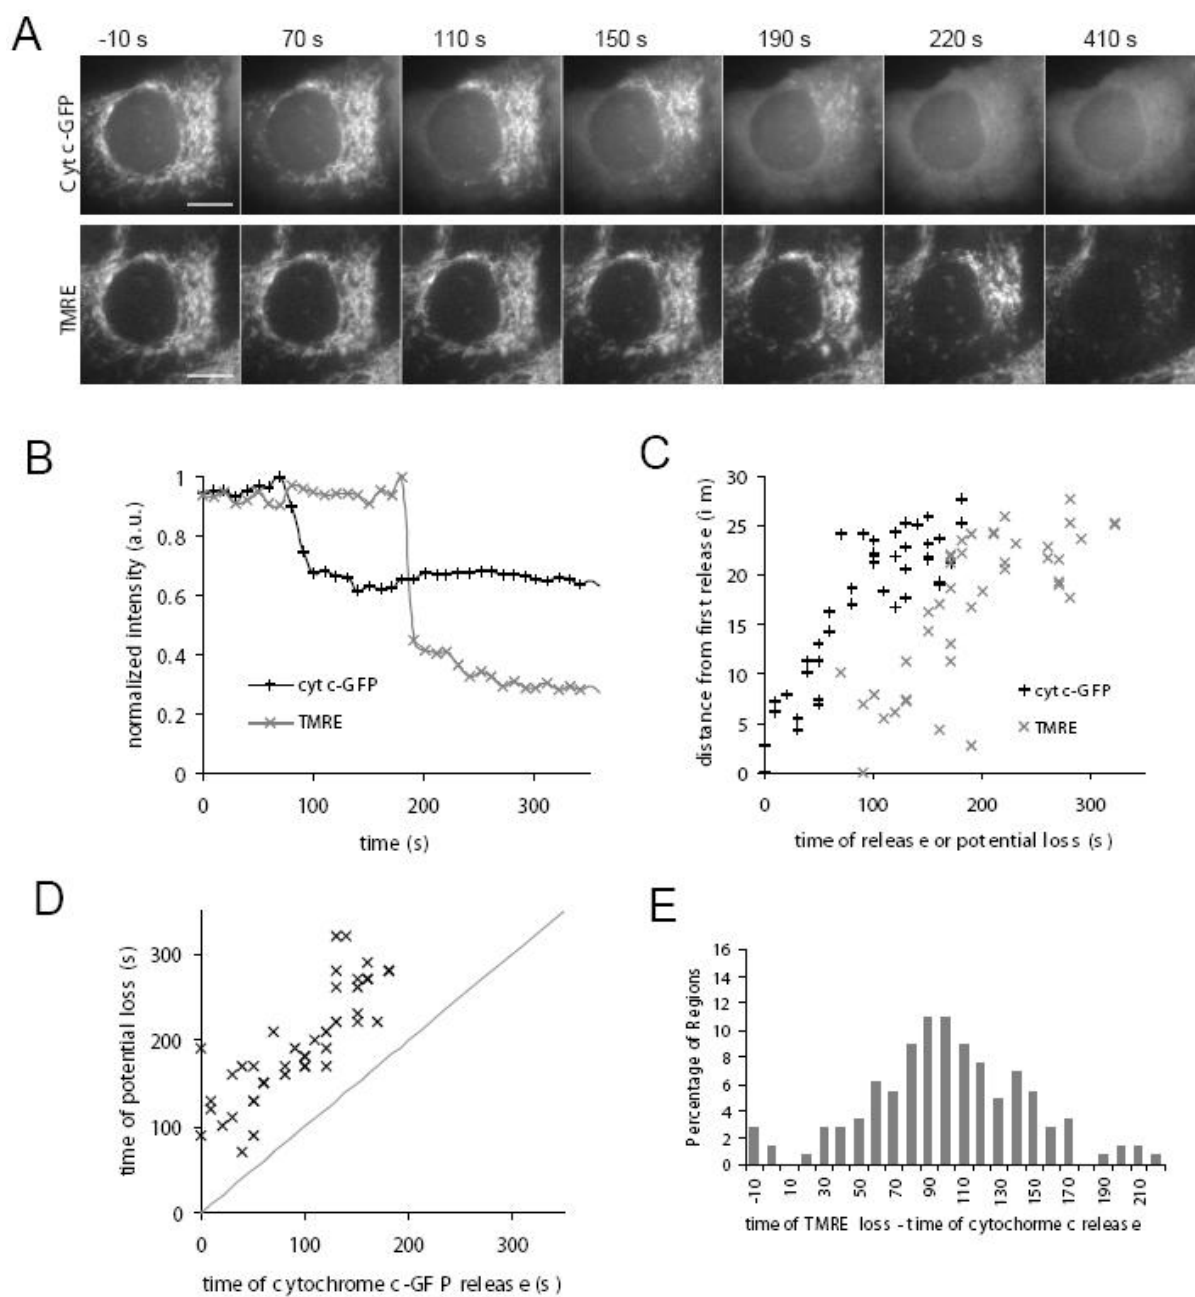 A
-10 s 70 s 110 s 150 s 190 s 220 s 410 s
Cyt c-GFP
TMRE
B
normalized intensity (a.u.)
1
0.8
0.6
0.4
0.2
0
cyt c-GFP
TMRE
0 100 200 300
time (s)
C
distance from first release (i m)
30
25
20
15
10
5
0
cyt c-GFP
TMRE
0 100 200 300
time of release or potential loss (s)
D
time of potential loss (s)
300
200
100
0
0 100 200 300
time of cytochrome c-GFP release (s)
E
Percentage of Regions
16
14
12
10
8
6
4
2
0
-10 10 30 50 70 90 110 130 150 170 190 210
time of TMRE loss - time of cytochorme c release